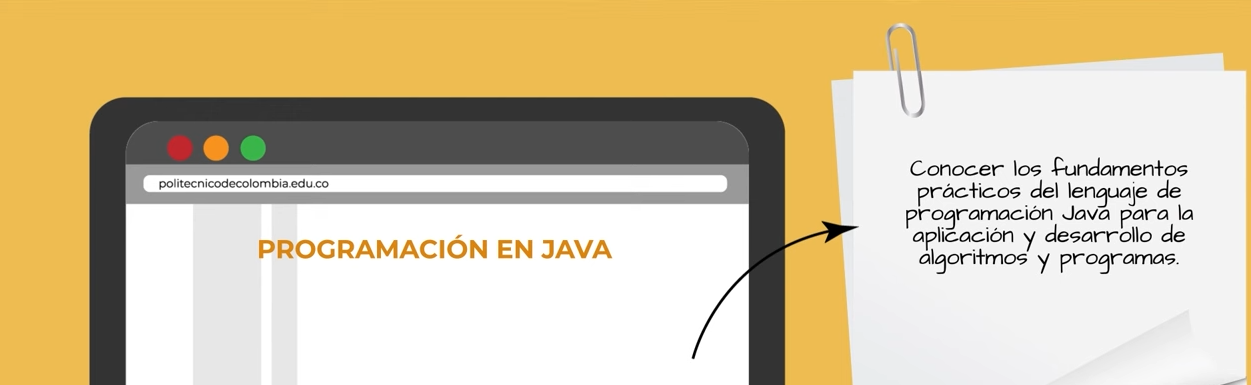 politecnicodecolombia.edu.co
PROGRAMACIÓN EN JAVA
Conocer los fundamentos
prácticos del lenguaje de
programación Java para la
aplicación y desarrollo de
algoritmos y programas.